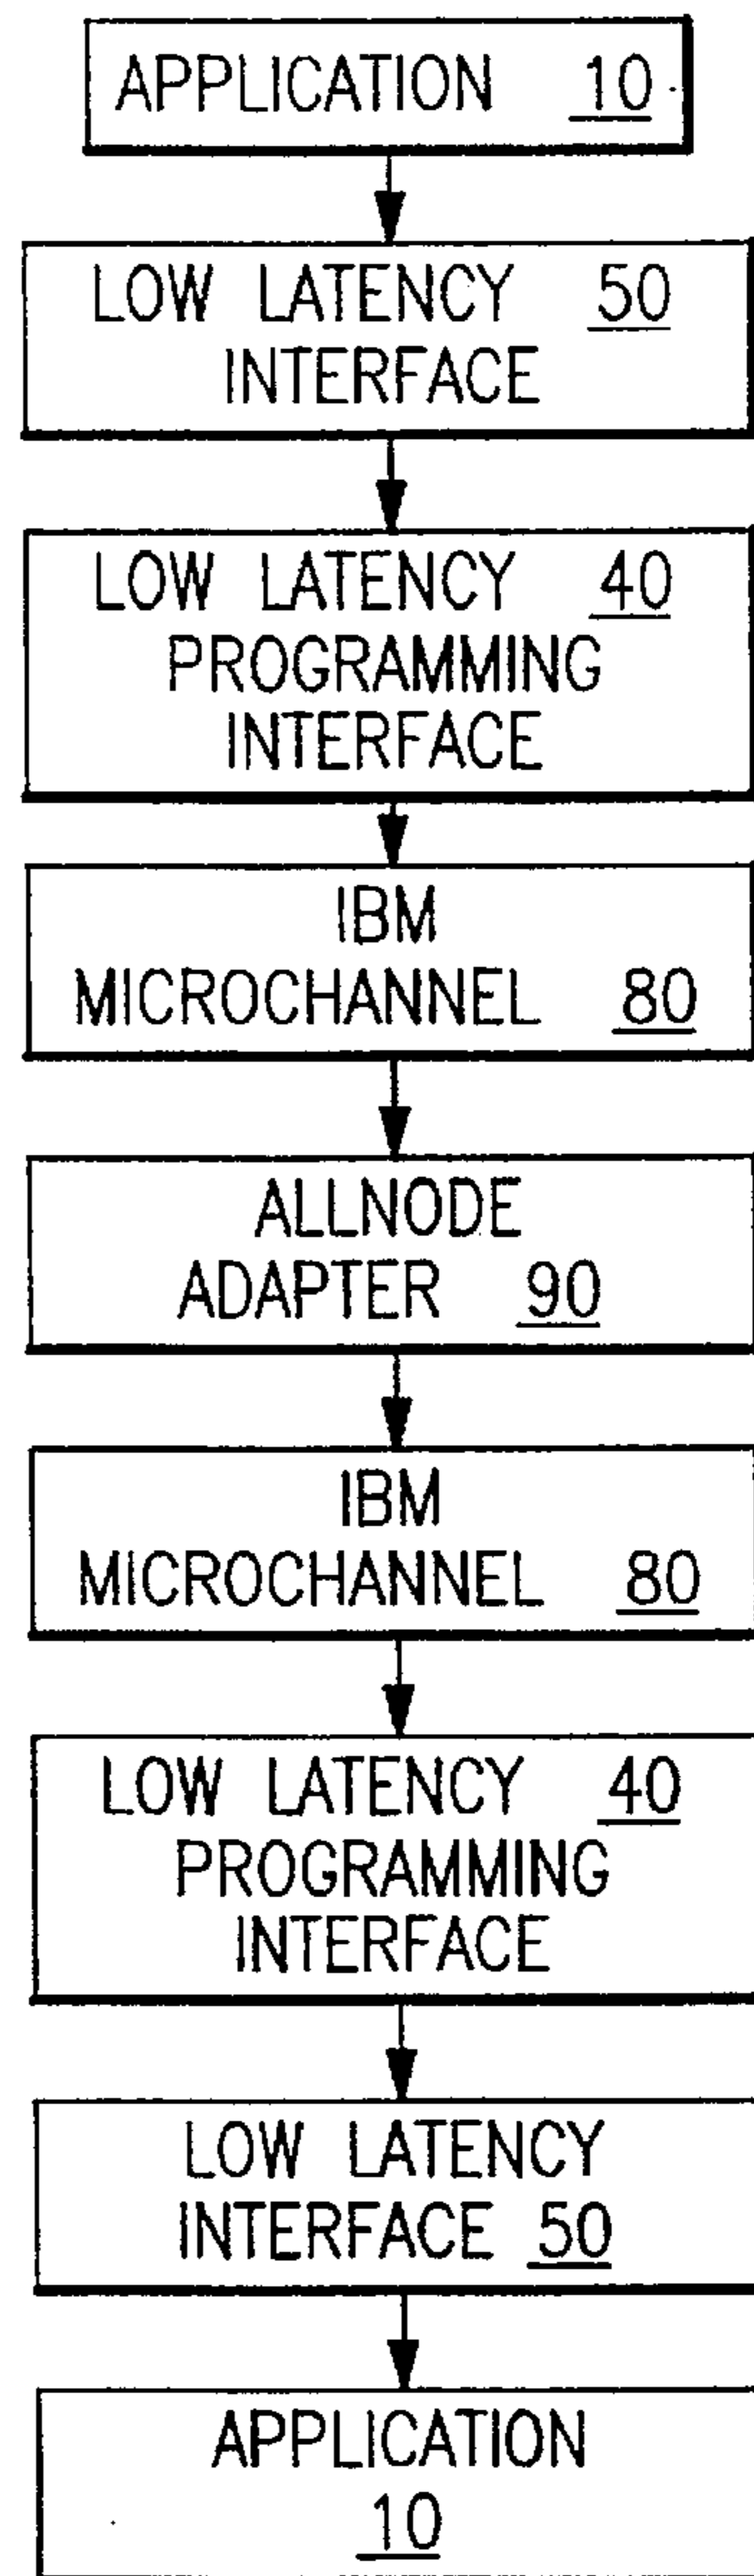 APPLICATION 10
LOW LATENCY 50
INTERFACE
LOW LATENCY 40
PROGRAMMING
INTERFACE
IBM
MICROCHANNEL 80
ALLNODE
ADAPTER 90
IBM
MICROCHANNEL 80
LOW LATENCY 40
PROGRAMMING
INTERFACE
LOW LATENCY
INTERFACE 50
APPLICATION
10